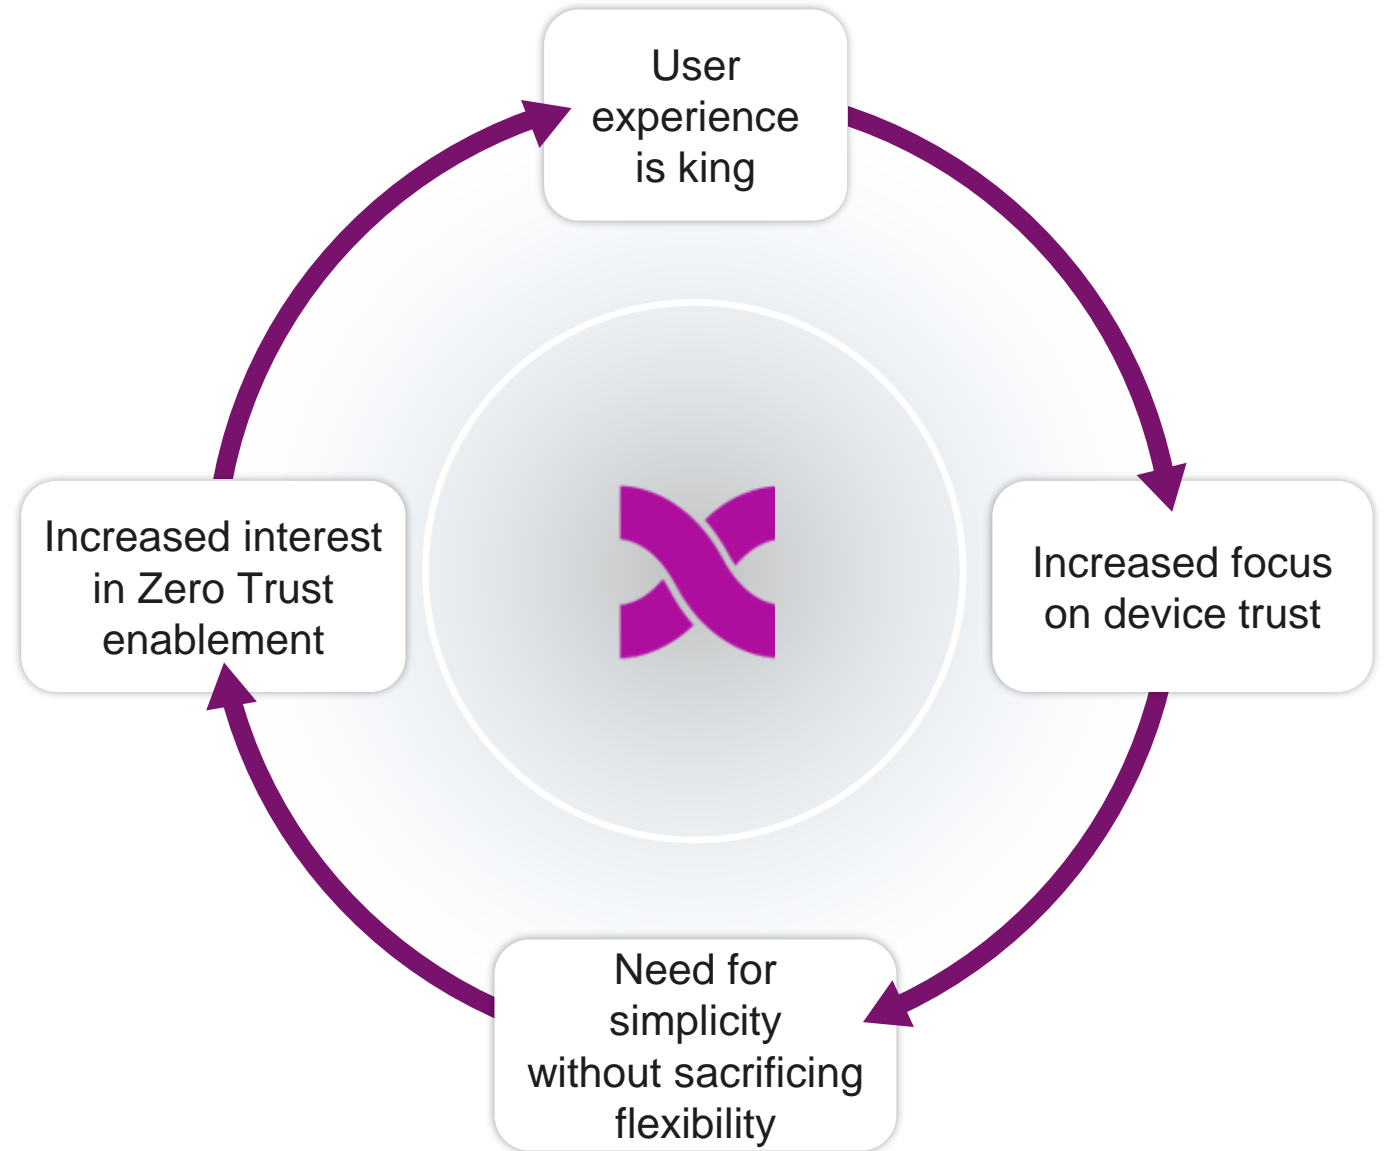 User
experience
is king
Increased focus
on device trust
Need for
simplicity
without sacrificing
flexibility
Increased interest
in Zero Trust
enablement